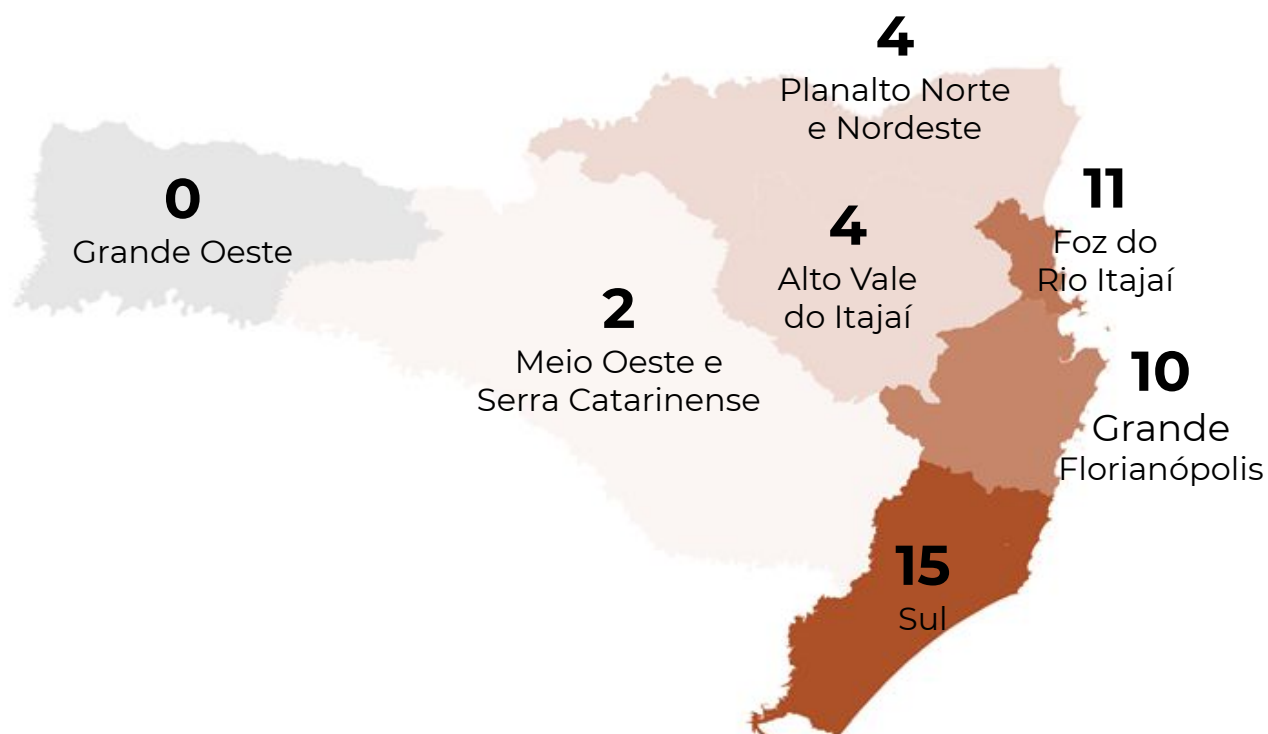 4
Planalto Norte
e Nordeste
0
Grande Oeste
11
Foz do
Rio Itajaí
4
Alto Vale
do Itajaí
2
Meio Oeste e
Serra Catarinense
10
Grande
Florianópolis
15
Sul